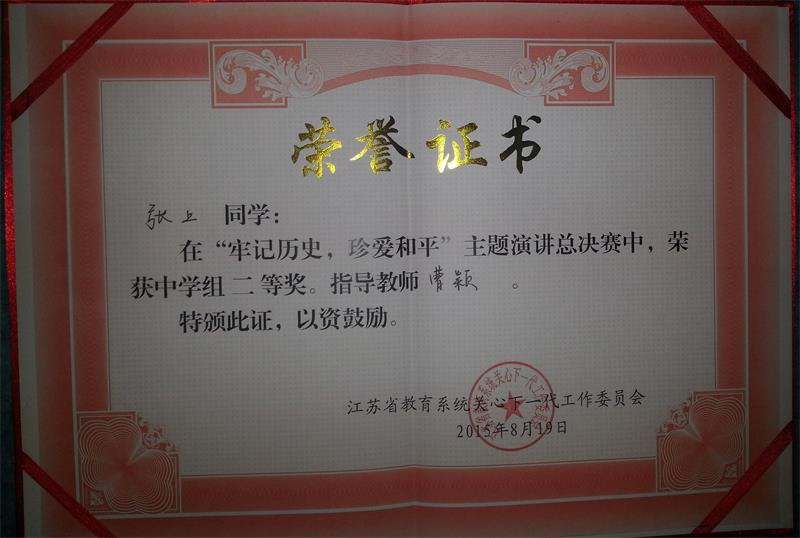 荣誉证书
张上 同学：
在“牢记历史，珍爱和平”主题演讲总决赛中，荣
获中学组 二 等奖。指导教师 曹颖 。
特颁此证，以资鼓励。
江苏省教育系统关心下一代工作委员会
2015年8月19日